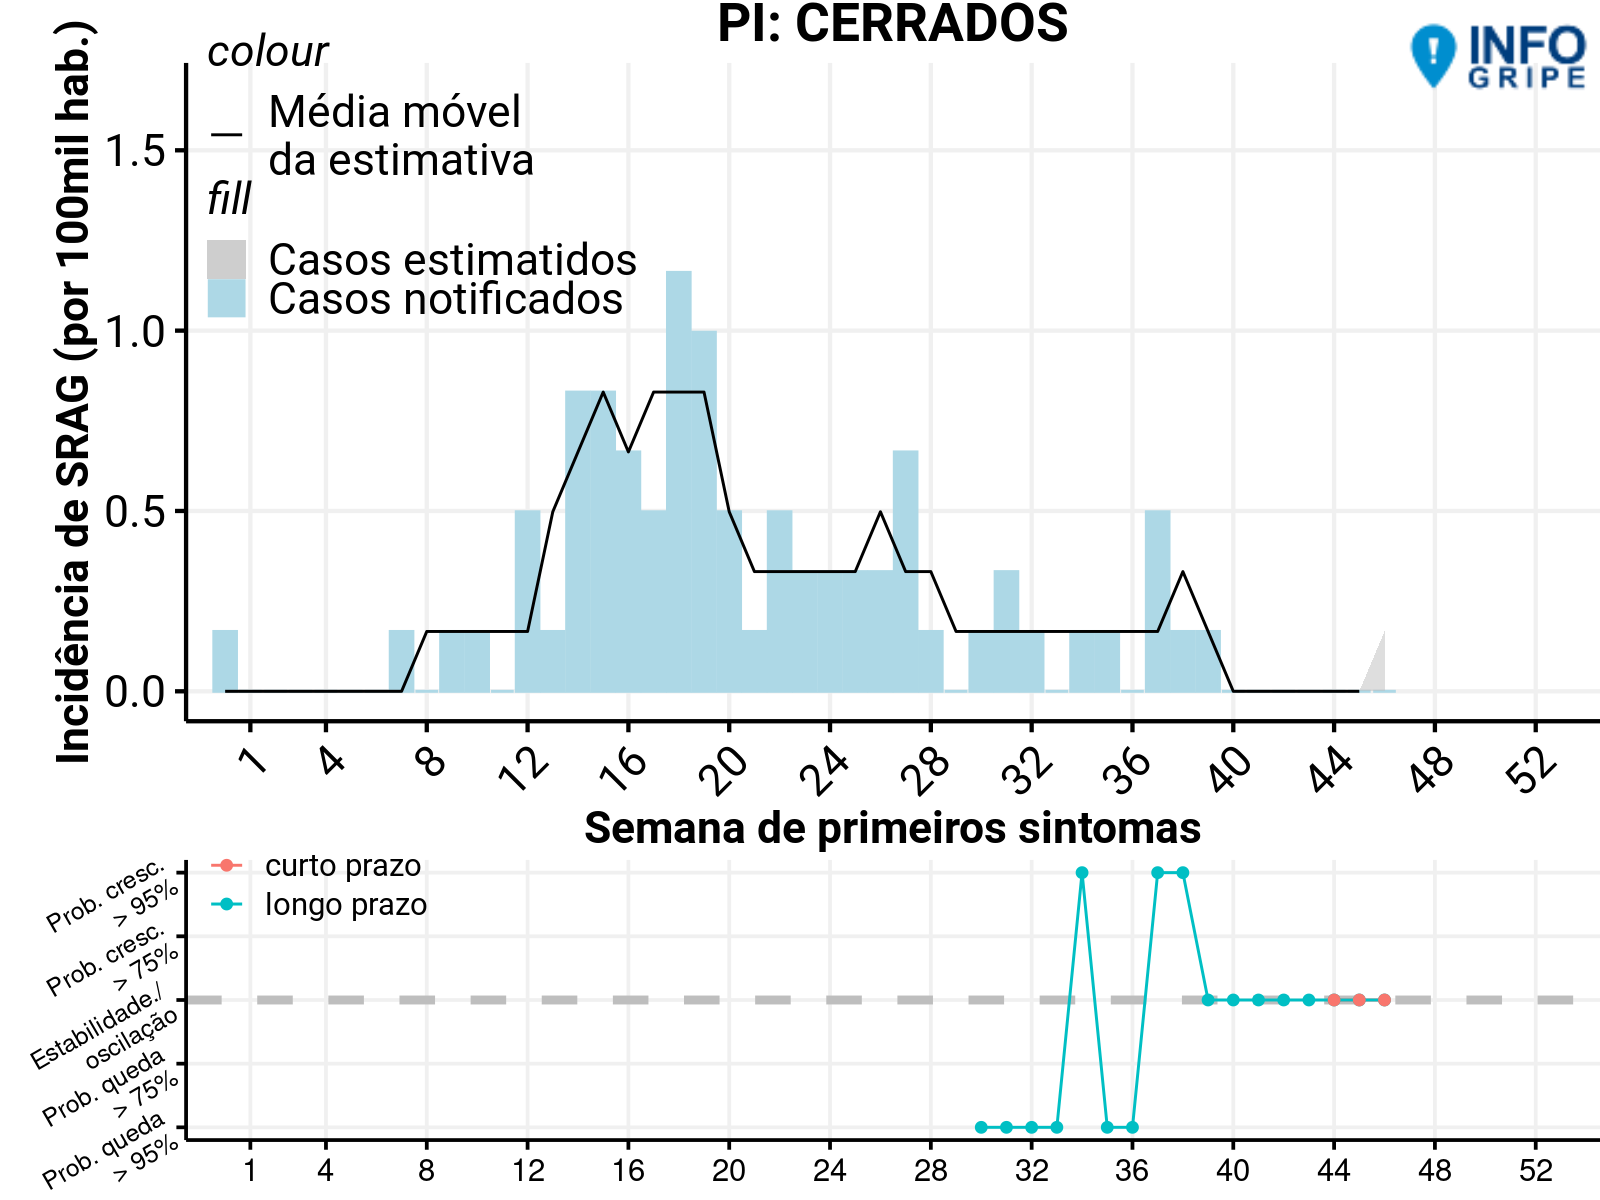 PI: CERRADOS
INFO
GRIPE
Incidência de SRAG (por 100mil hab.)
colour
Média móvel
da estimativa
fill
Casos estimatidos
Casos notificados
1.5
1.0
0.5
0.0
1 4 8 12 16 20 24 28 32 36 40 44 48 52
Semana de primeiros sintomas
curto prazo
longo prazo
Prob. cresc.
> 95%
Prob. cresc.
> 75%
Estabilidade./
oscilação
Prob. queda
> 75%
Prob. queda
> 95%
1 4 8 12 16 20 24 28 32 36 40 44 48 52